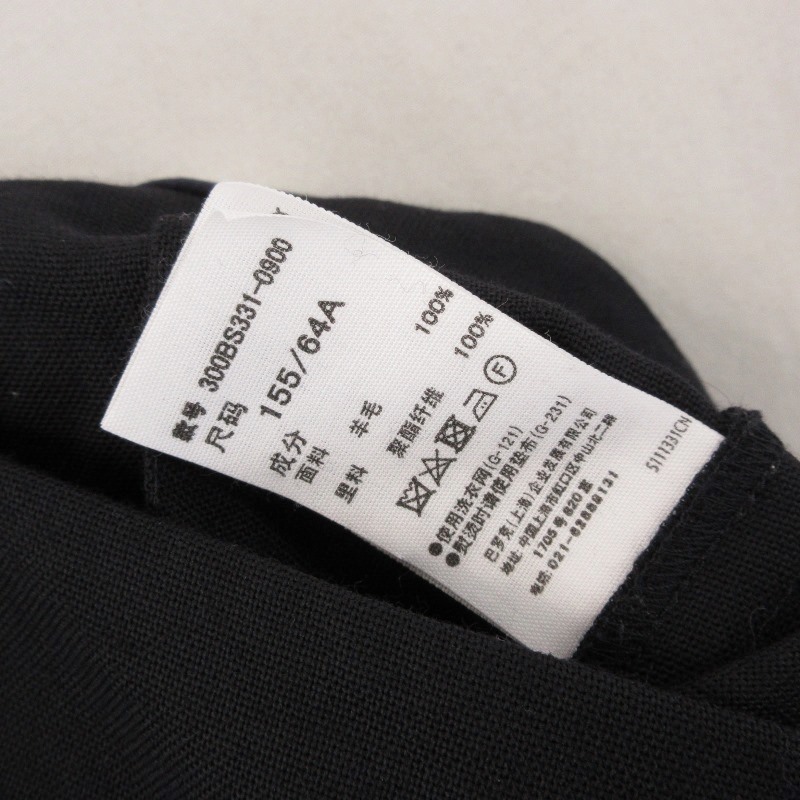 款号 300BS331-0900
尺码 155/64A
成分
面料 羊毛 100%
里料 聚酯纤维 100%
F
●使用洗衣网(G-121)
●熨烫时请使用垫布(G-231)
巴罗克(上海)企业发展有限公司
地址: 中国上海市虹口区中山北二路
1705号820室
电话: 021-62888131
S111331CN